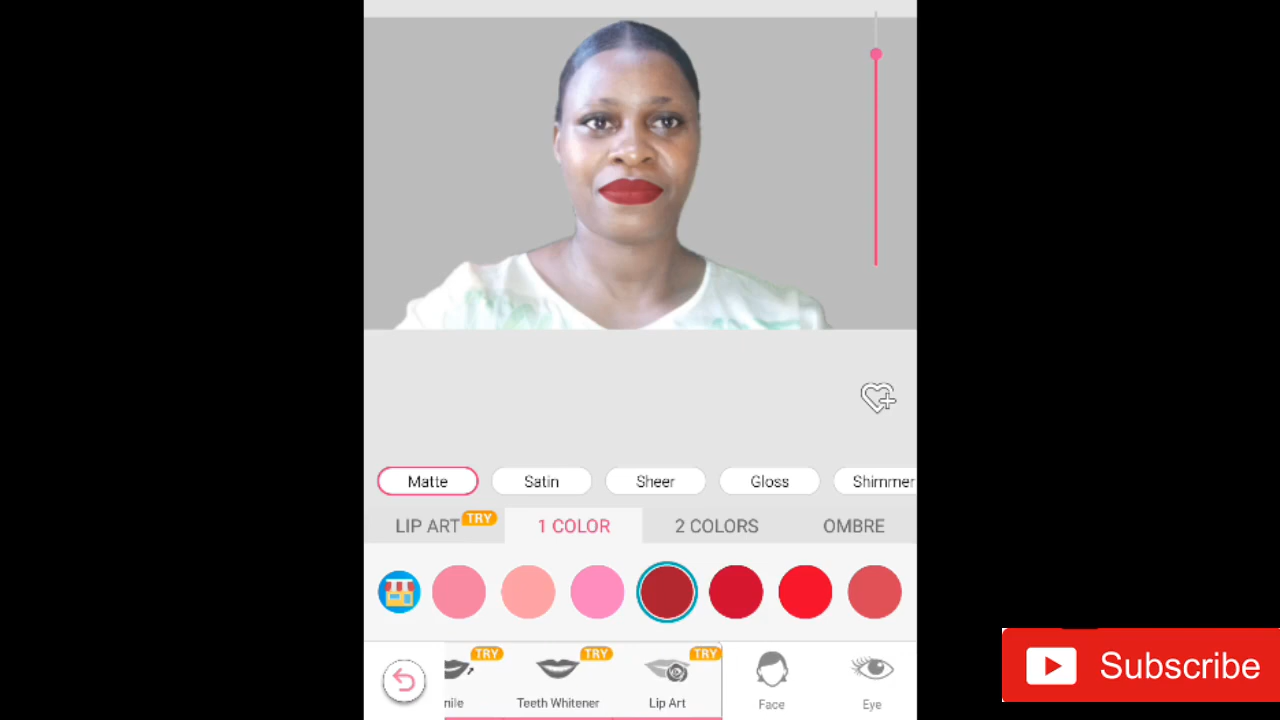 Matte Satin Sheer Gloss Shimmer
LIP ART TRY 1 COLOR 2 COLORS OMBRE
TRY TRY TRY
nile Teeth Whitener Lip Art Face Eye
Subscribe